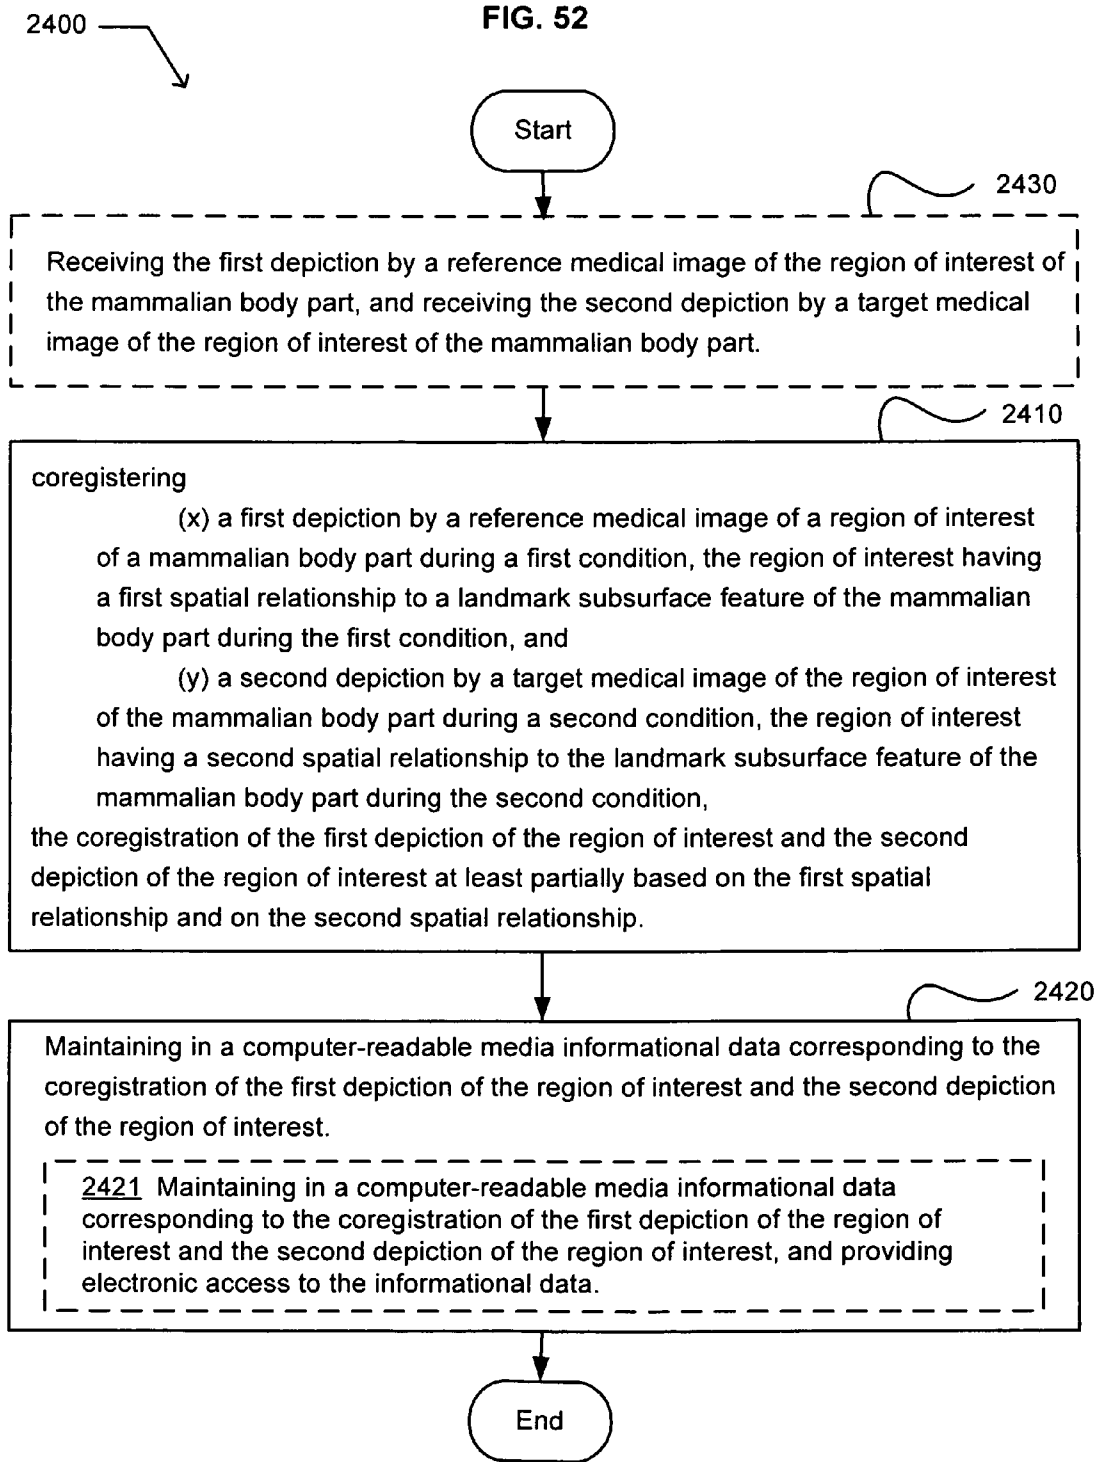 FIG. 52
2400
Start
2430
Receiving the first depiction by a reference medical image of the region of interest of
the mammalian body part, and receiving the second depiction by a target medical
image of the region of interest of the mammalian body part.
2410
coregistering
(x) a first depiction by a reference medical image of a region of interest
of a mammalian body part during a first condition, the region of interest having
a first spatial relationship to a landmark subsurface feature of the mammalian
body part during the first condition, and
(y) a second depiction by a target medical image of the region of interest
of the mammalian body part during a second condition, the region of interest
having a second spatial relationship to the landmark subsurface feature of the
mammalian body part during the second condition,
the coregistration of the first depiction of the region of interest and the second
depiction of the region of interest at least partially based on the first spatial
relationship and on the second spatial relationship.
2420
Maintaining in a computer-readable media informational data corresponding to the
coregistration of the first depiction of the region of interest and the second depiction
of the region of interest.
2421 Maintaining in a computer-readable media informational data
corresponding to the coregistration of the first depiction of the region of
interest and the second depiction of the region of interest, and providing
electronic access to the informational data.
End